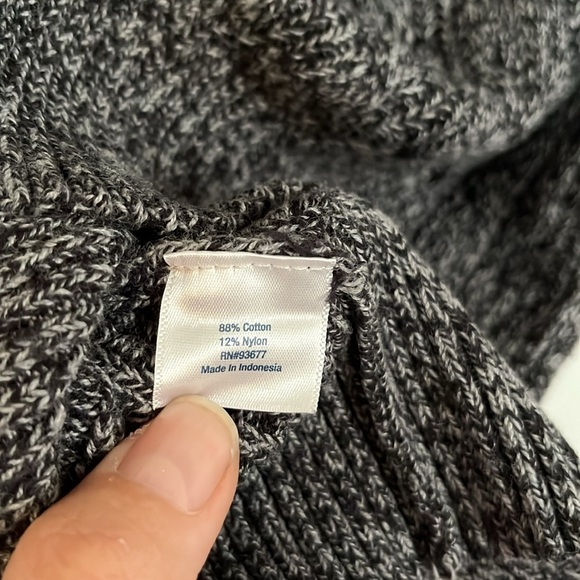 88% Cotton
12% Nylon
RN#93677
Made In Indonesia